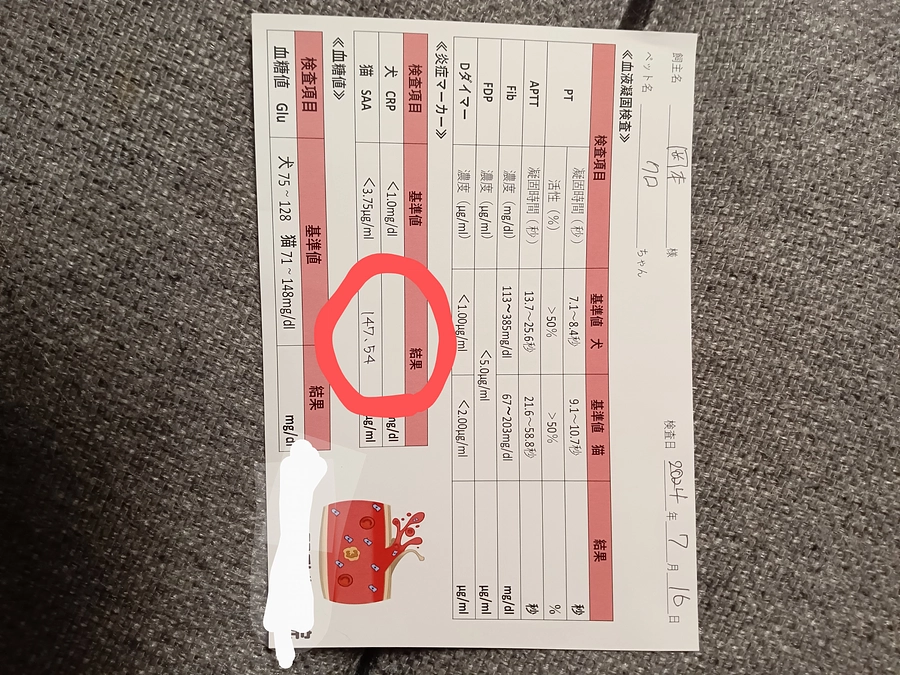 飼主名 岡本 様 検査日 2024年 7月 16日
ペット名 クロ ちゃん
≪血液凝固検査≫
検査項目 基準値 犬 基準値 猫 結果
PT 凝固時間(秒) 7.1～8.4秒 9.1～10.7秒 秒
活性(%) >50% >50% %
APTT 凝固時間(秒) 13.7～25.6秒 21.6～58.8秒 秒
Fib 濃度(mg/dl) 113～385mg/dl 67～203mg/dl mg/dl
FDP 濃度(μg/ml) <5.0μg/ml μg/ml
Dダイマー 濃度(μg/ml) <1.00μg/ml <2.00μg/ml μg/ml
≪炎症マーカー≫
検査項目 基準値 結果
犬 CRP <1.0mg/dl mg/dl
猫 SAA <3.75μg/ml 147.54 μg/ml
≪血糖値≫
検査項目 基準値 結果
血糖値 Glu 犬 75～128 猫 71～148mg/dl mg/dl